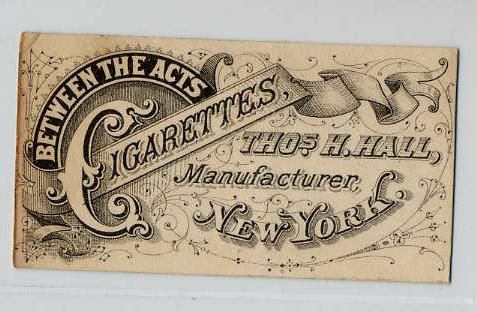 BETWEEN THE ACTS
CIGARETTES,
THOS H. HALL,
Manufacturer,
NEW YORK.